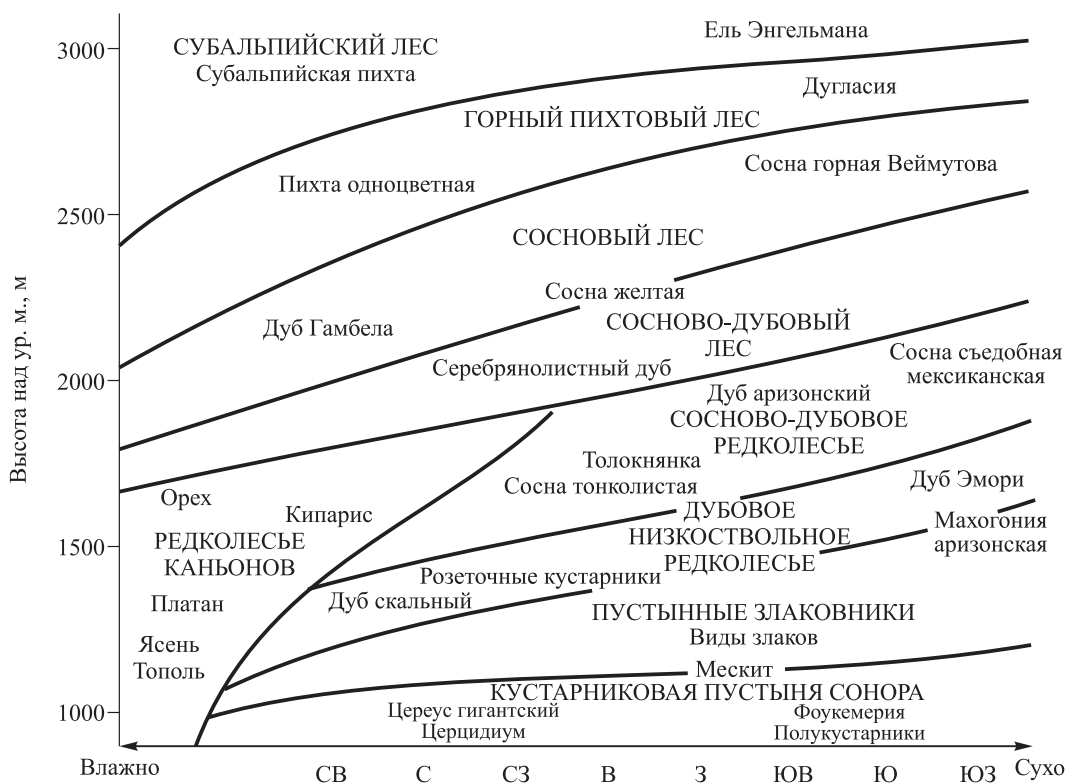 Высота над ур. м., м
3000
2500
2000
1500
1000
Ель Энгельмана
СУБАЛЬПИЙСКИЙ ЛЕС
Субальпийская пихта
Дугласия
ГОРНЫЙ ПИХТОВЫЙ ЛЕС
Сосна горная Веймутова
Пихта одноцветная
СОСНОВЫЙ ЛЕС
Сосна желтая
Дуб Гамбела
СОСНОВО-ДУБОВЫЙ
ЛЕС
Серебрянолистный дуб
Сосна съедобная
мексиканская
Дуб аризонский
СОСНОВО-ДУБОВОЕ
РЕДКОЛЕСЬЕ
Толокнянка
Сосна тонколистая
Дуб Эмори
Орех
Кипарис
ДУБОВОЕ
НИЗКОСТВОЛЬНОЕ
РЕДКОЛЕСЬЕ
Махогония
аризонская
РЕДКОЛЕСЬЕ
КАНЬОНОВ
Розеточные кустарники
Дуб скальный
Платан
ПУСТЫННЫЕ ЗЛАКОВНИКИ
Виды злаков
Ясень
Тополь
Мескит
КУСТАРНИКОВАЯ ПУСТЫНЯ СОНОРА
Цереус гигантский
Церцидиум
Фоукемерия
Полукустарники
Влажно
СВ
С
СЗ
В
З
ЮВ
Ю
ЮЗ
Сухо